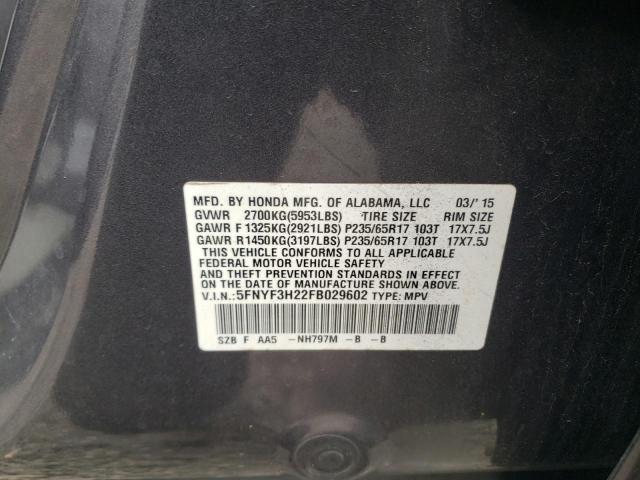 MFD. BY HONDA MFG. OF ALABAMA, LLC 03/'15
GVWR 2700KG(5953LBS) TIRE SIZE RIM SIZE
GAWR F 1325KG(2921LBS) P235/65R17 103T 17X7.5J
GAWR R1450KG(3197LBS) P235/65R17 103T 17X7.5J
THIS VEHICLE CONFORMS TO ALL APPLICABLE
FEDERAL MOTOR VEHICLE SAFETY
AND THEFT PREVENTION STANDARDS IN EFFECT
ON THE DATE OF MANUFACTURE SHOWN ABOVE.
V.I.N.:5FNYF3H22FB029602 TYPE: MPV
SZB F AA5 -NH797M -B -B